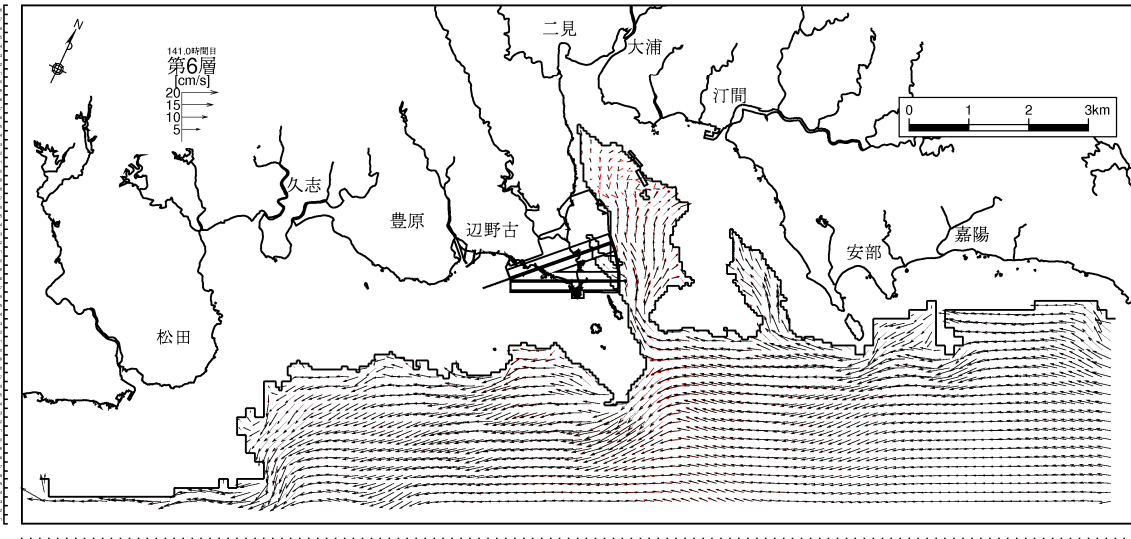 N
141.0時間目
第6層
[cm/s]
20
15
10
5
二見
大浦
汀間
0 1 2 3km
久志
豊原
辺野古
安部
嘉陽
松田